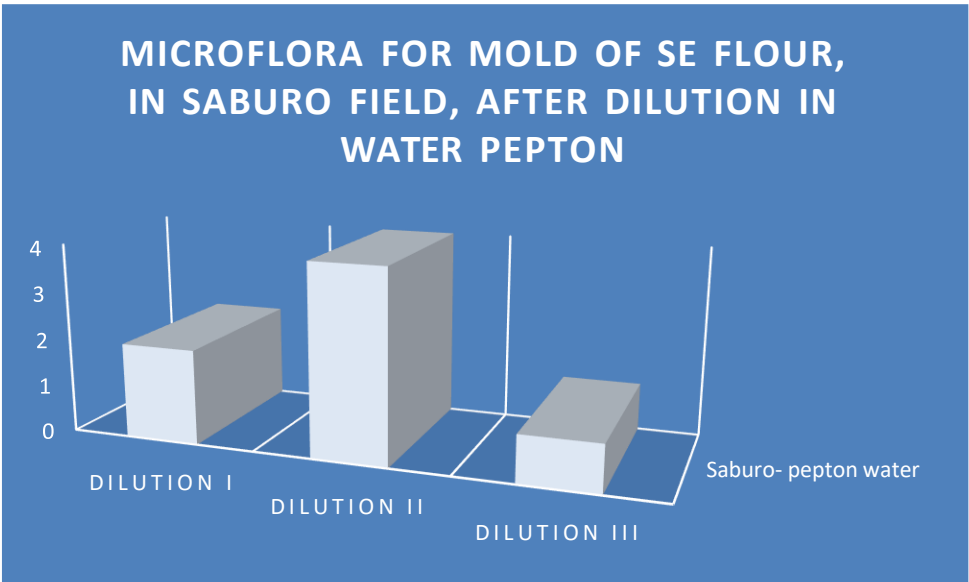 MICROFLORA FOR MOLD OF SE FLOUR,
IN SABURO FIELD, AFTER DILUTION IN
WATER PEPTON
4
3
2
1
0
DILUTION I
DILUTION II
DILUTION III
Saburo- pepton water